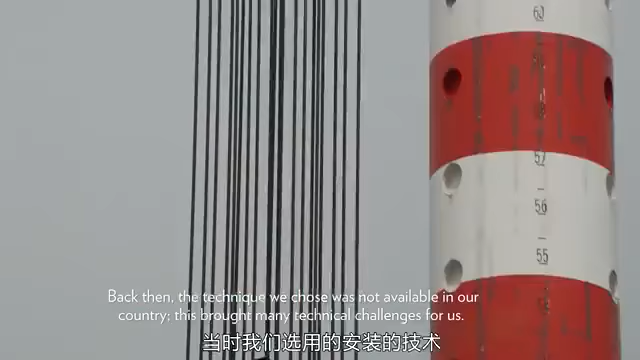 60
57
56
55
Back then, the technique we chose was not available in our
country; this brought many technical challenges for us.
当时我们选用的安装的技术